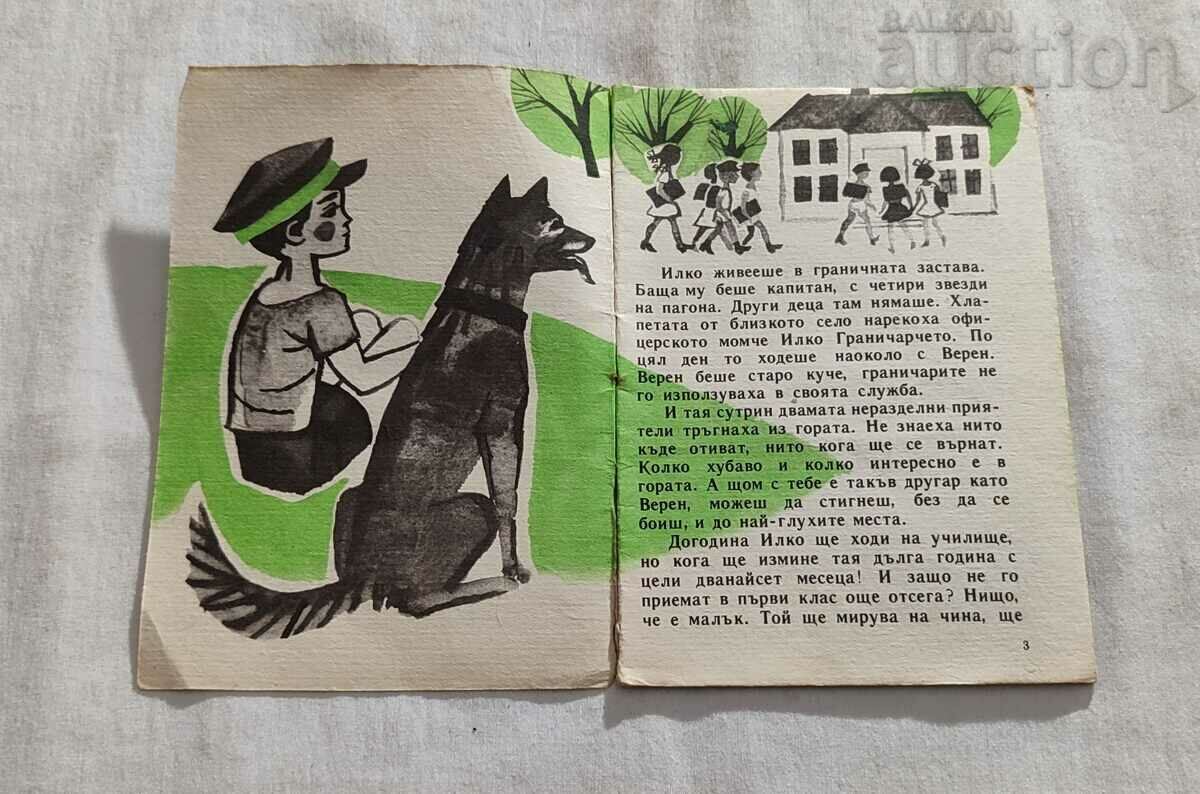 BALKAN
auction
Илко живееше в граничната застава.
Баща му беше капитан, с четири звезди
на пагона. Други деца там нямаше. Хла-
петата от близкото село нарекоха офи-
церското момче Илко Граничарчето. По
цял ден то ходеше наоколо с Верен.
Верен беше старо куче, граничарите не
го използуваха в своята служба.
И тая сутрин двамата неразделни прия-
тели тръгнаха из гората. Не знаеха нито
къде отиват, нито кога ще се върнат.
Колко хубаво и колко интересно е в
гората. А щом с тебе е такъв другар като
Верен, можеш да стигнеш, без да се
боиш, и до най-глухите места.
Догодина Илко ще ходи на училище,
но кога ще измине тая дълга година с
цели дванайсет месеца! И защо не го
приемат в първи клас още отсега? Нищо,
че е малък. Той ще мирува на чина, ще
3